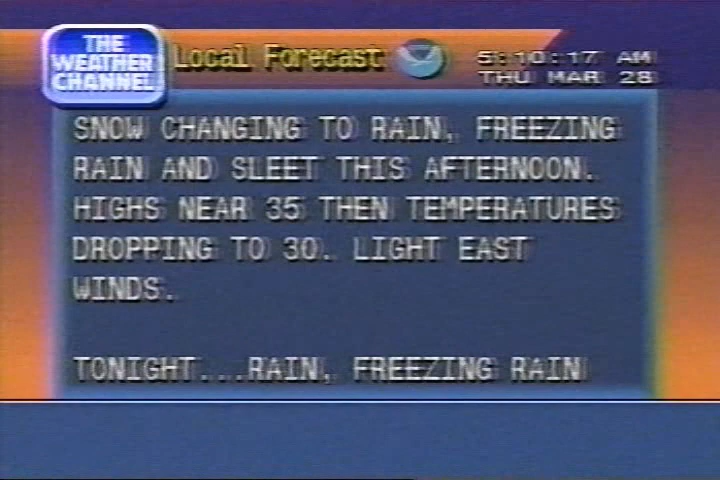 THE
WEATHER
CHANNEL
Local Forecast
5:10:17 AM
THU MAR 28
SNOW CHANGING TO RAIN, FREEZING
RAIN AND SLEET THIS AFTERNOON.
HIGHS NEAR 35 THEN TEMPERATURES
DROPPING TO 30. LIGHT EAST
WINDS.
TONIGHT...RAIN, FREEZING RAIN